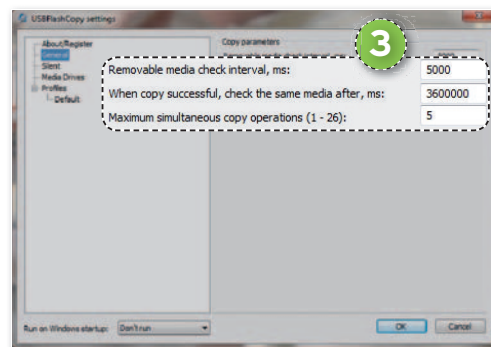 USBFlashCopy settings
About/Register
General
Silent
Media Drives
Profiles
Default
Copy parameters
3
Removable media check interval, ms: 5000
When copy successful, check the same media after, ms: 3600000
Maximum simultaneous copy operations (1 - 26): 5
Run on Windows startup: Don't run
OK Cancel